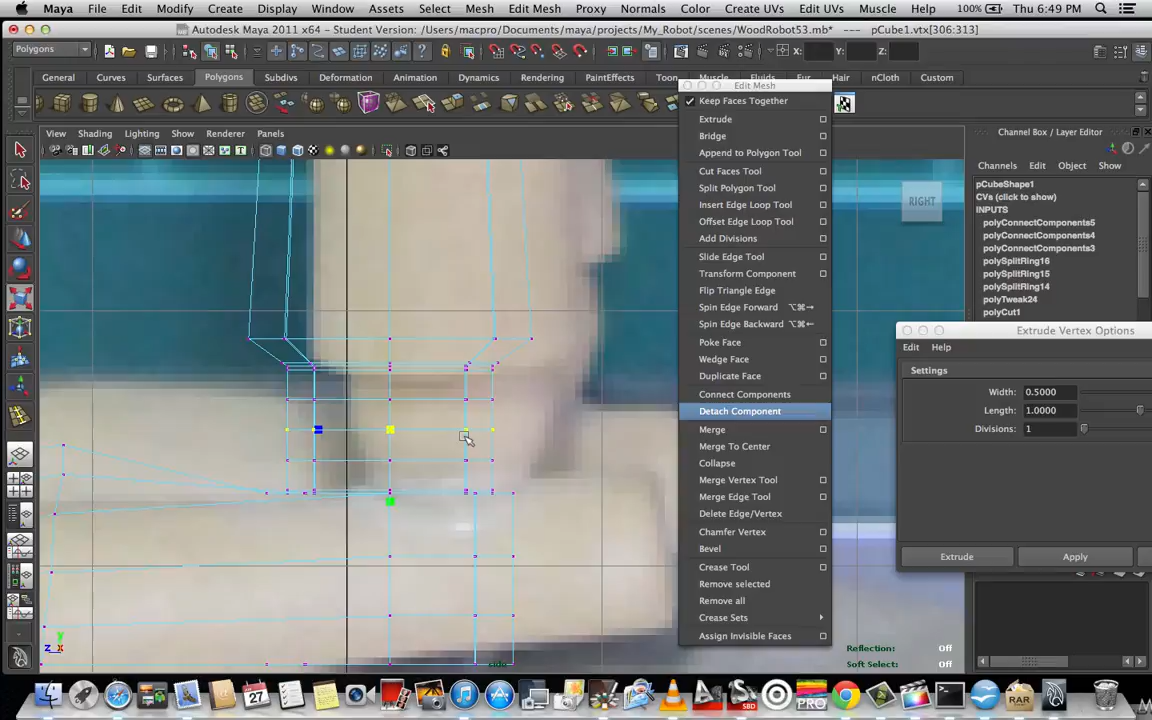 Maya File Edit Modify Create Display Window Assets Select Mesh Edit Mesh Proxy Normals Color Create UVs Edit UVs Muscle Help 100% Thu 6:49 PM
Autodesk Maya 2011 x64 - Student Version: /Users/macpro/Documents/maya/projects/My_Robot/scenes/WoodRobot53.mb* --- pCube1.vtx[306:313]
Polygons X: Y: Z:
General Curves Surfaces Polygons Subdivs Deformation Animation Dynamics Rendering PaintEffects Toon Muscle Fluids Fur Hair nCloth Custom
View Shading Lighting Show Renderer Panels
RIGHT
Edit Mesh
Keep Faces Together
Extrude
Bridge
Append to Polygon Tool
Cut Faces Tool
Split Polygon Tool
Insert Edge Loop Tool
Offset Edge Loop Tool
Add Divisions
Slide Edge Tool
Transform Component
Flip Triangle Edge
Spin Edge Forward ⌥⌘→
Spin Edge Backward ⌥⌘←
Poke Face
Wedge Face
Duplicate Face
Connect Components
Detach Component
Merge
Merge To Center
Collapse
Merge Vertex Tool
Merge Edge Tool
Delete Edge/Vertex
Chamfer Vertex
Bevel
Crease Tool
Remove selected
Remove all
Crease Sets
Assign Invisible Faces
Channel Box / Layer Editor
Channels Edit Object Show
pCubeShape1
CVs (click to show)
INPUTS
polyConnectComponents5
polyConnectComponents4
polyConnectComponents3
polySplitRing16
polySplitRing15
polySplitRing14
polyTweak24
polyCut1
Extrude Vertex Options
Edit Help
Settings
Width: 0.5000
Length: 1.0000
Divisions: 1
Extrude Apply
Reflection: Off
Soft Select: Off
y
z x
side